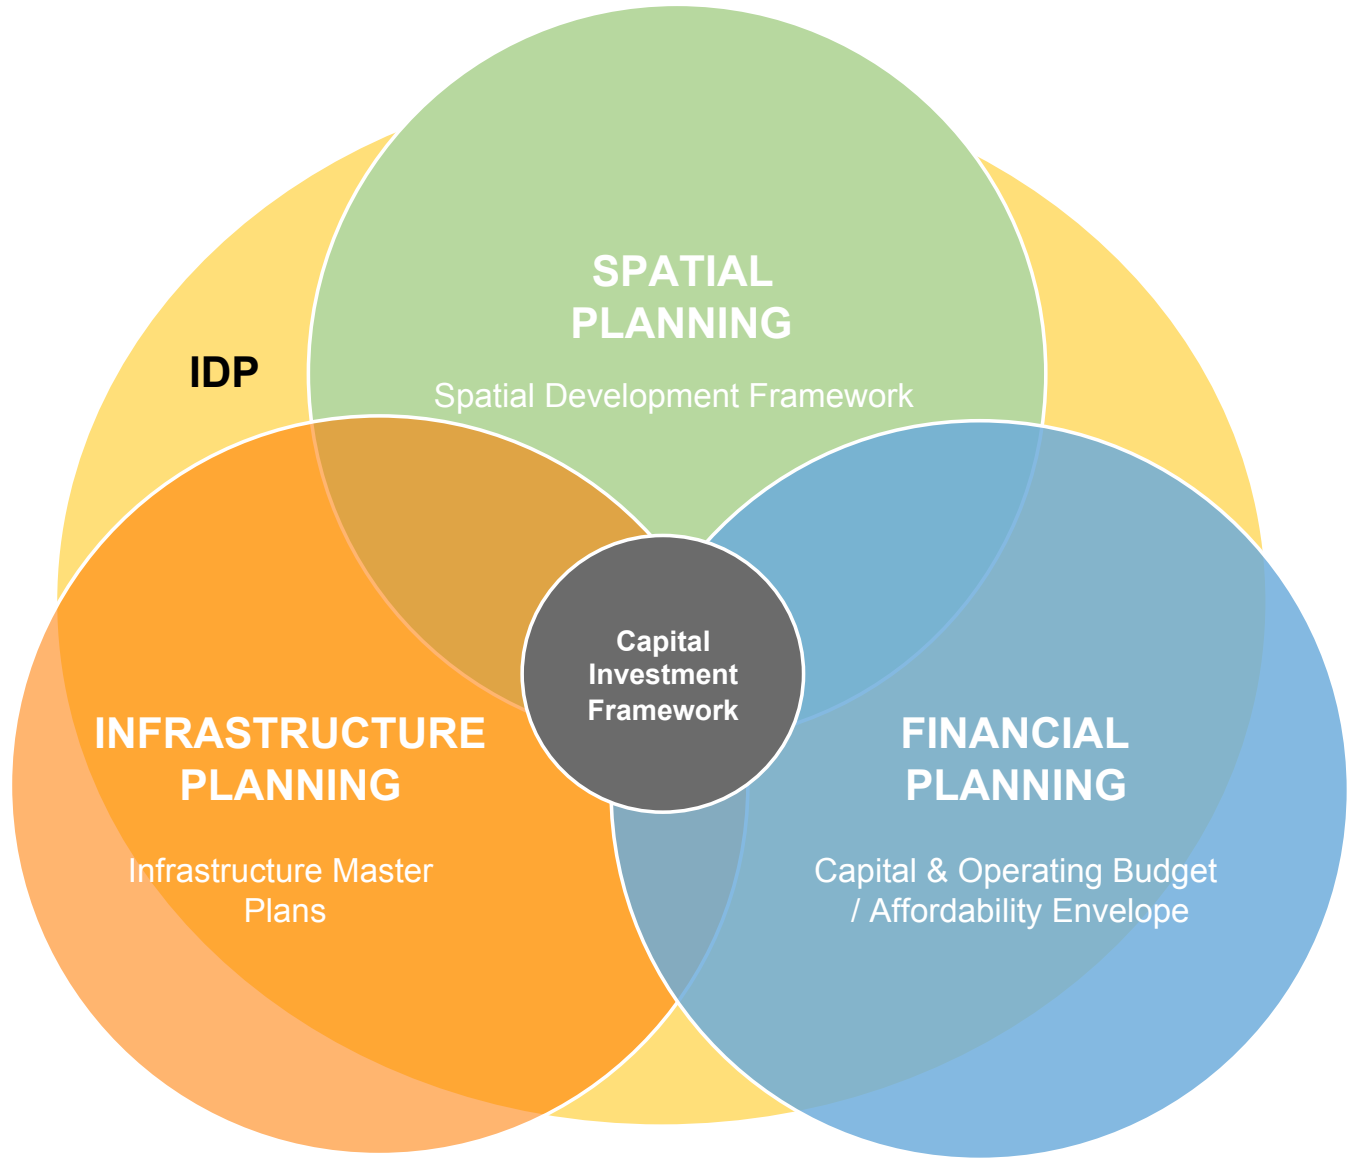 SPATIAL
PLANNING
Spatial Development Framework
IDP
Capital
Investment
Framework
INFRASTRUCTURE
PLANNING
Infrastructure Master
Plans
FINANCIAL
PLANNING
Capital & Operating Budget
/ Affordability Envelope